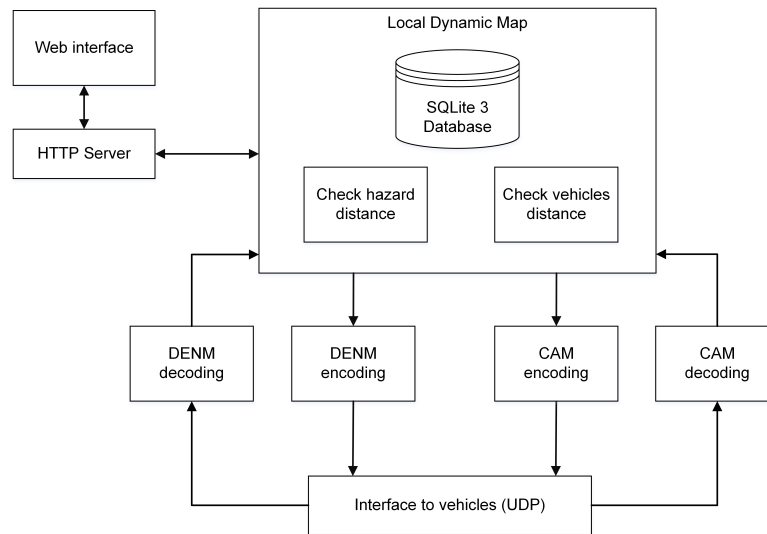 Local Dynamic Map
Web interface
SQLite 3
Database
HTTP Server
Check hazard
distance
Check vehicles
distance
DENM
decoding
DENM
encoding
CAM
encoding
CAM
decoding
Interface to vehicles (UDP)